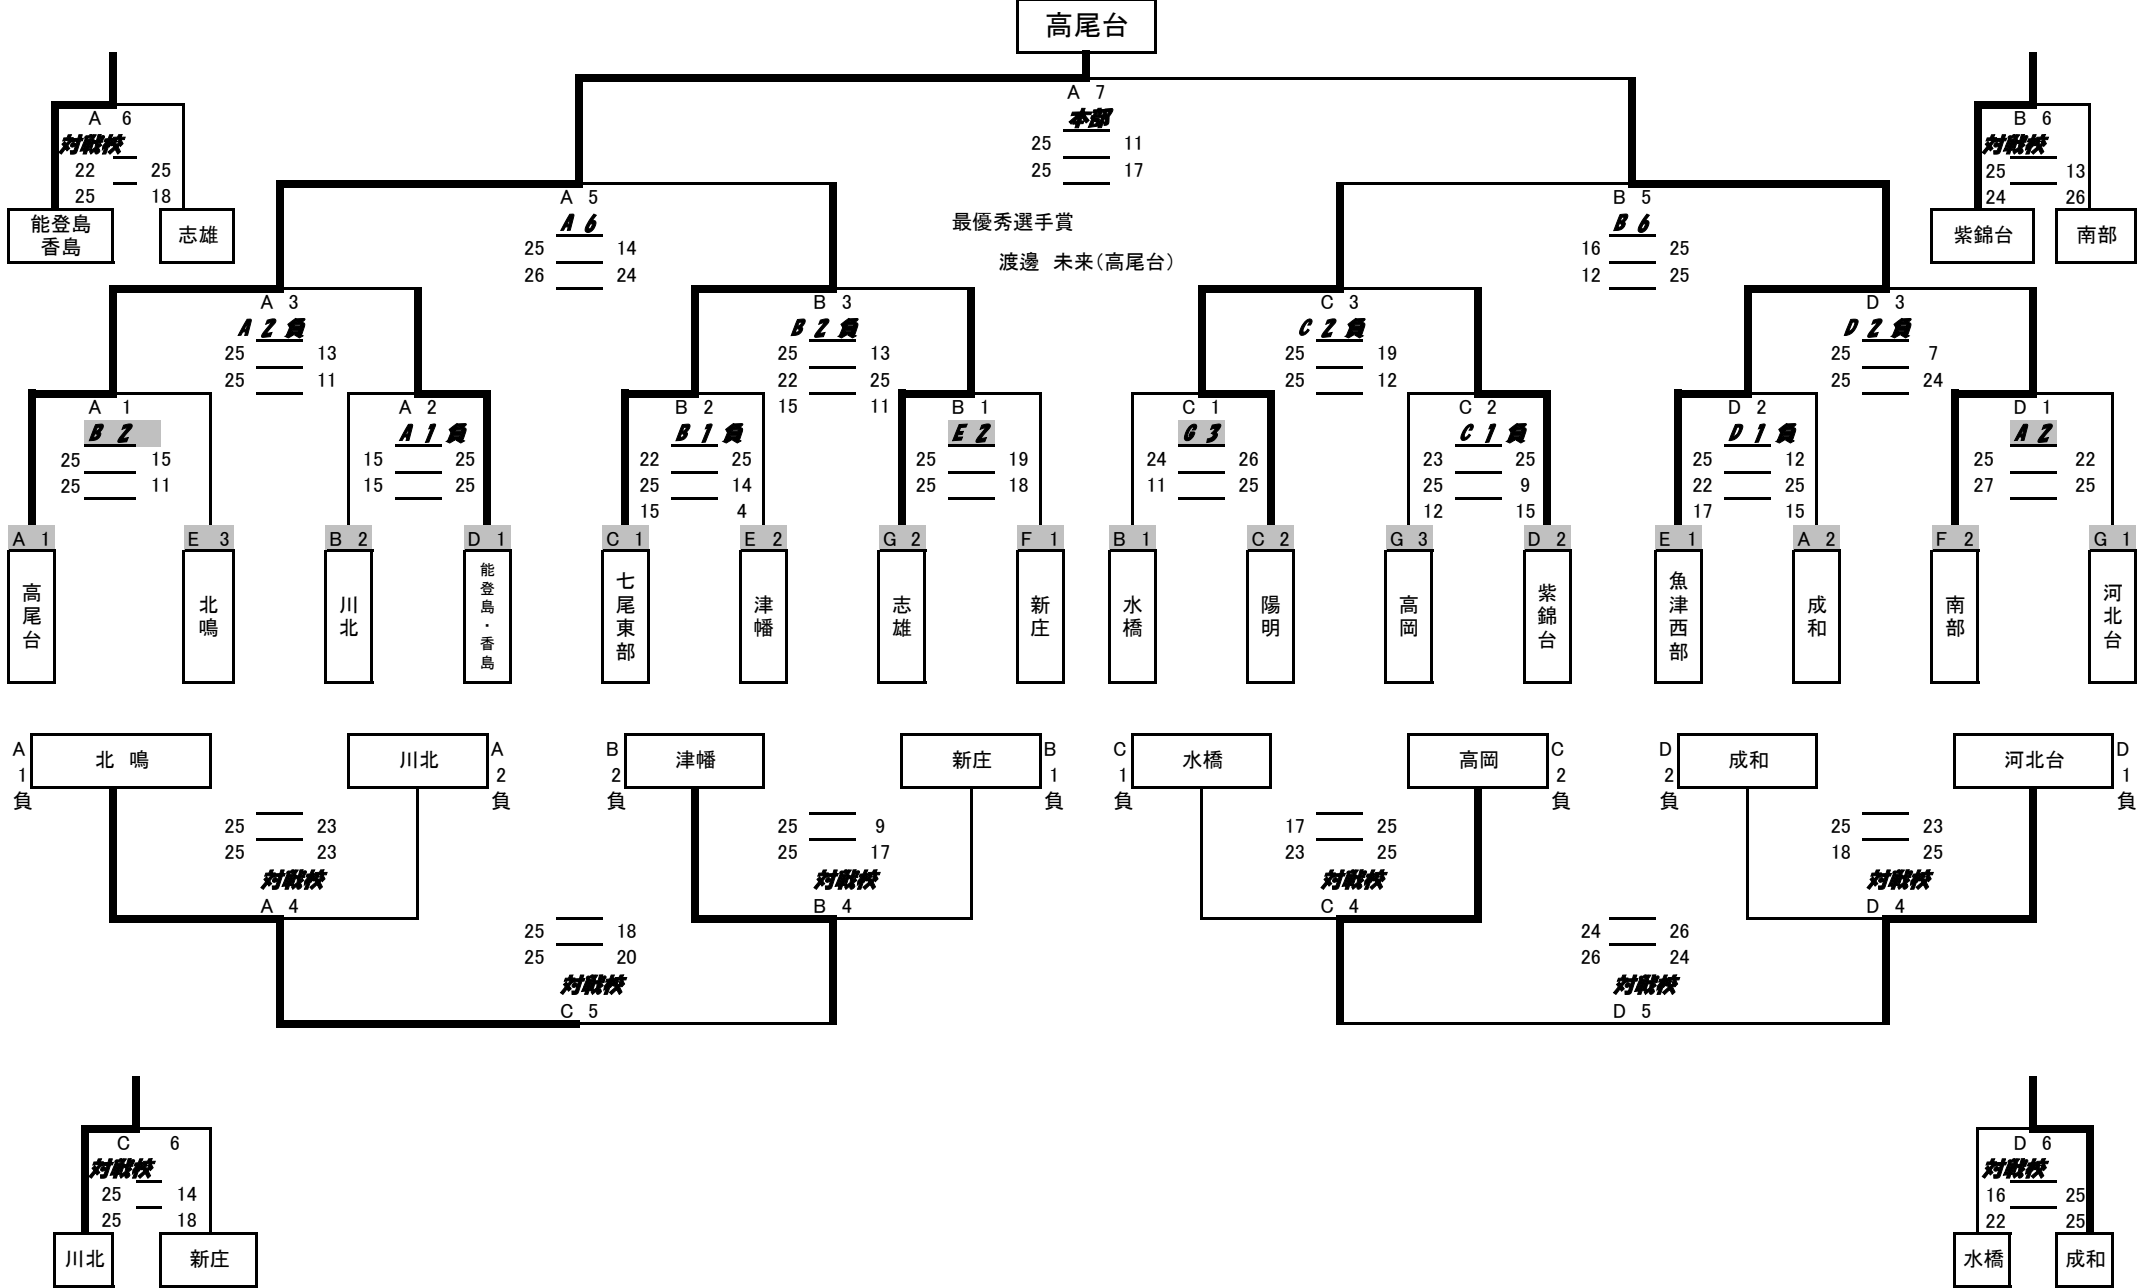 高尾台
A 7
本部
25 11
25 17
A 6
対戦校
22 25
25 18
能登島
香島
志雄
B 6
対戦校
25 13
24 26
紫錦台
南部
A 5
A 6
25 14
26 24
最優秀選手賞
渡邊 未来(高尾台)
B 5
B 6
16 25
12 25
A 3
A 2 負
25 13
25 11
B 3
B 2 負
25 13
22 25
15 11
C 3
C 2 負
25 19
25 12
D 3
D 2 負
25 7
25 24
A 1
B 2
25 15
25 11
A 2
A 1 負
15 25
15 25
B 2
B 1 負
22 25
25 14
15 4
B 1
E 2
25 19
25 18
C 1
G 3
24 26
11 25
C 2
C 1 負
23 25
25 9
12 15
D 2
D 1 負
25 12
22 25
17 15
D 1
A 2
25 22
27 25
A 1 E 3 B 2 D 1 C 1 E 2 G 2 F 1 B 1 C 2 G 3 D 2 E 1 A 2 F 2 G 1
高尾台
北鳴
川北
能登島・香島
七尾東部
津幡
志雄
新庄
水橋
陽明
高岡
紫錦台
魚津西部
成和
南部
河北台
A1負
北 鳴
川北
A2負
B2負
津幡
新庄
B1負
C1負
水橋
高岡
C2負
D2負
成和
河北台
D1負
25 23
25 23
対戦校
A 4
25 9
25 17
対戦校
B 4
17 25
23 25
対戦校
C 4
25 23
18 25
対戦校
D 4
25 18
25 20
対戦校
C 5
24 26
26 24
対戦校
D 5
C 6
対戦校
25 14
25 18
川北
新庄
D 6
対戦校
16 25
22 25
水橋
成和